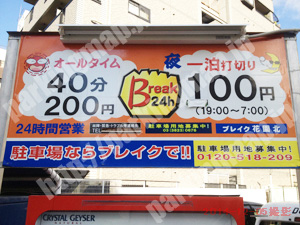 オールタイム
40分
200円
Break
24h
夜 一泊打切り
100円
(19:00~7:00)
24時間営業
駐車場用地募集中!
ブレイク花畑北
駐車場ならブレイクで!!
駐車場用地募集中!
0120-518-209
CRYSTAL GEYSER